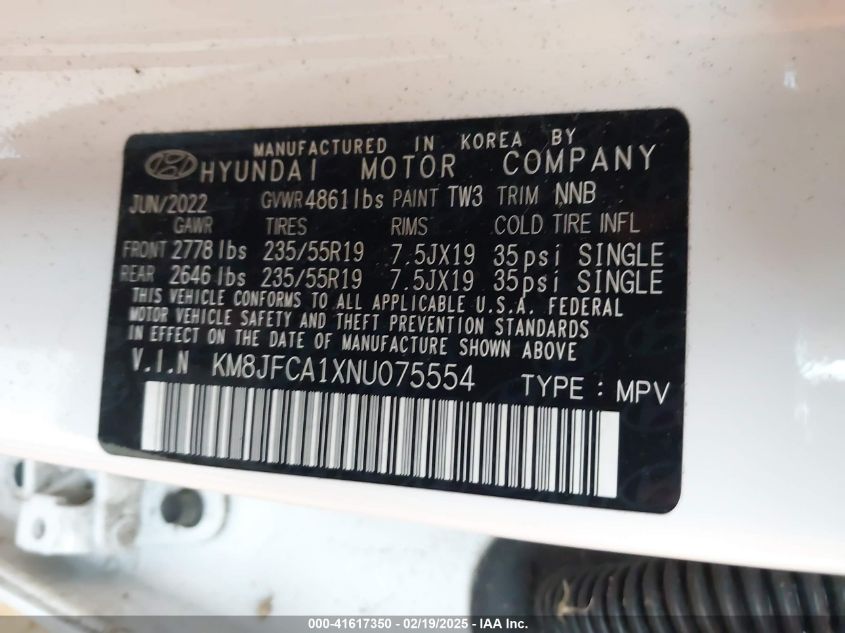 MANUFACTURED IN KOREA BY
HYUNDAI MOTOR COMPANY
JUN/2022 GVWR 4861lbs PAINT TW3 TRIM NNB
GAWR TIRES RIMS COLD TIRE INFL
FRONT 2778 lbs 235/55R19 7.5JX19 35psi SINGLE
REAR 2646 lbs 235/55R19 7.5JX19 35psi SINGLE
THIS VEHICLE CONFORMS TO ALL APPLICABLE U.S.A. FEDERAL
MOTOR VEHICLE SAFETY AND THEFT PREVENTION STANDARDS
IN EFFECT ON THE DATE OF MANUFACTURE SHOWN ABOVE
V.I.N KM8JFCA1XNU075554 TYPE : MPV
000-41617350 - 02/19/2025 - IAA Inc.